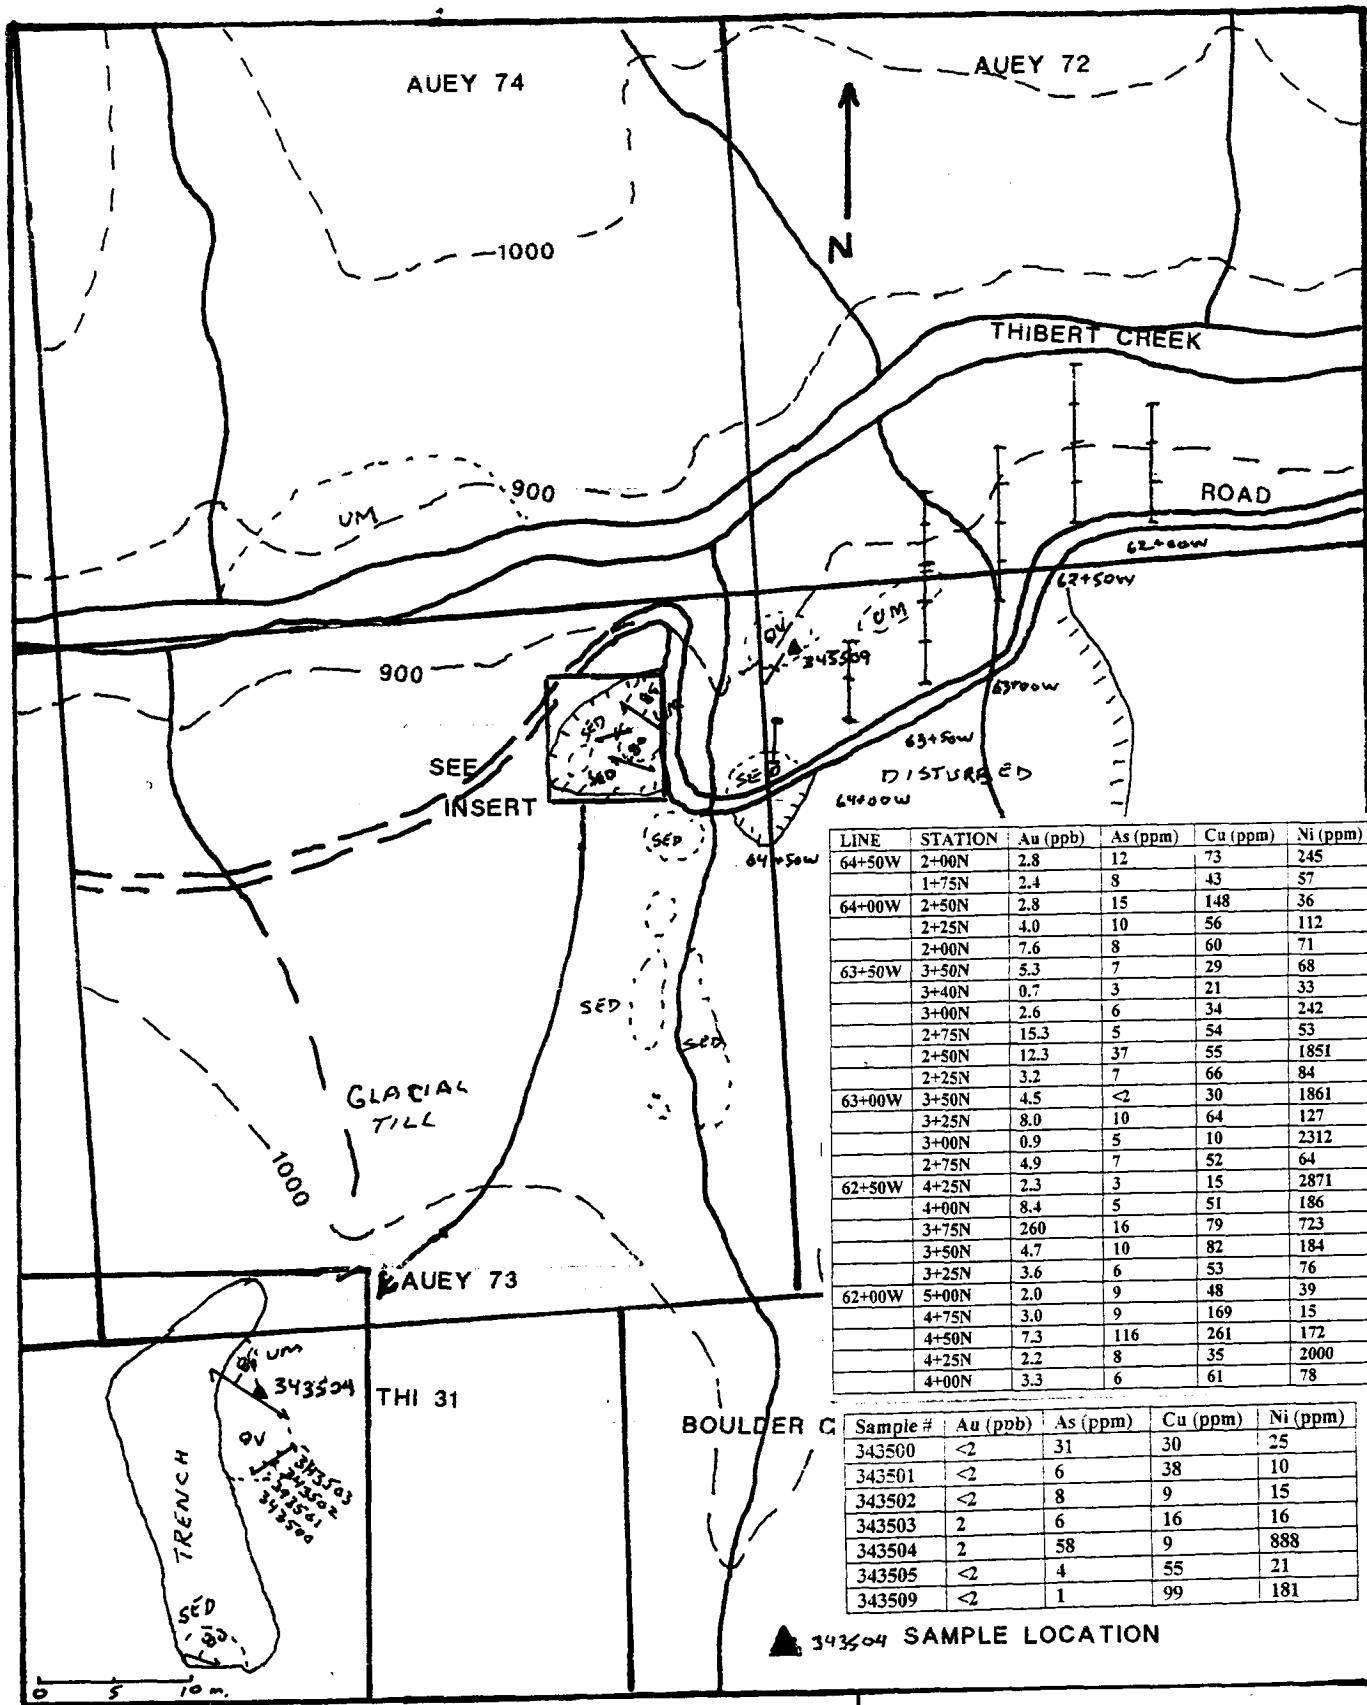 AUEY 74
AUEY 72
N
1000
THIBERT CREEK
900
UM
ROAD
62+00W
62+50W
QV
UM
343509
900
63+00W
BG
UM
SED
SED
63+50W
SEE
INSERT
SED
DISTURBED
64+00W
SED
64+50W
LINE STATION Au (ppb) As (ppm) Cu (ppm) Ni (ppm)
64+50W 2+00N 2.8 12 73 245
1+75N 2.4 8 43 57
64+00W 2+50N 2.8 15 148 36
2+25N 4.0 10 56 112
2+00N 7.6 8 60 71
63+50W 3+50N 5.3 7 29 68
3+40N 0.7 3 21 33
3+00N 2.6 6 34 242
2+75N 15.3 5 54 53
2+50N 12.3 37 55 1851
2+25N 3.2 7 66 84
63+00W 3+50N 4.5 <2 30 1861
3+25N 8.0 10 64 127
3+00N 0.9 5 10 2312
2+75N 4.9 7 52 64
62+50W 4+25N 2.3 3 15 2871
4+00N 8.4 5 51 186
3+75N 260 16 79 723
3+50N 4.7 10 82 184
3+25N 3.6 6 53 76
62+00W 5+00N 2.0 9 48 39
4+75N 3.0 9 169 15
4+50N 7.3 116 261 172
4+25N 2.2 8 35 2000
4+00N 3.3 6 61 78
SED
SED
GLACIAL
TILL
1000
AUEY 73
UM
343504
THI 31
QV
343503
343502
343501
343500
TRENCH
SED
0 5 10 m.
BOULDER C
Sample # Au (ppb) As (ppm) Cu (ppm) Ni (ppm)
343500 <2 31 30 25
343501 <2 6 38 10
343502 <2 8 9 15
343503 2 6 16 16
343504 2 58 9 888
343505 <2 4 55 21
343509 <2 1 99 181
343504 SAMPLE LOCATION